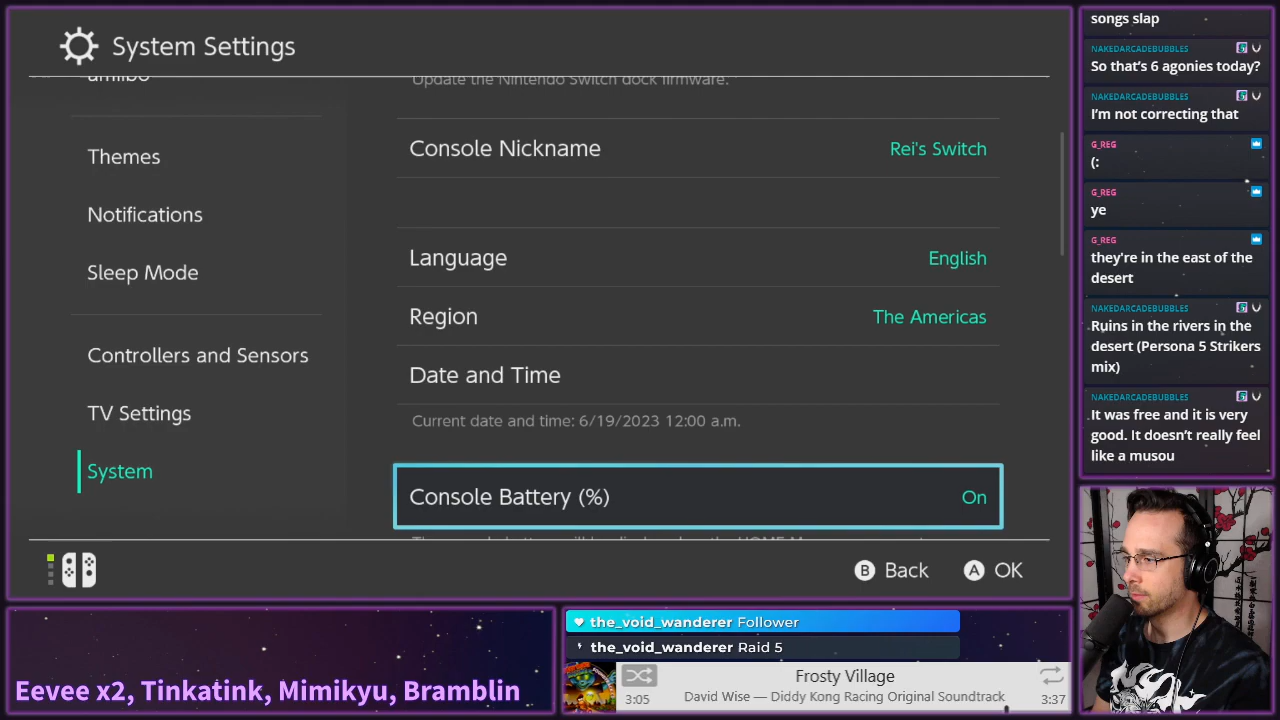 System Settings
amiibo
Themes
Notifications
Sleep Mode
Controllers and Sensors
TV Settings
System
Update the Nintendo Switch dock firmware.
Console Nickname
Rei's Switch
Language
English
Region
The Americas
Date and Time
Current date and time: 6/19/2023 12:00 a.m.
Console Battery (%)
On
B Back
A OK
songs slap
NAKEDARCADEBUBBLES
So that's 6 agonies today?
NAKEDARCADEBUBBLES
I'm not correcting that
G_REG
(:
G_REG
ye
G_REG
they're in the east of the
desert
NAKEDARCADEBUBBLES
Ruins in the rivers in the
desert (Persona 5 Strikers
mix)
NAKEDARCADEBUBBLES
It was free and it is very
good. It doesn't really feel
like a musou
Eevee x2, Tinkatink, Mimikyu, Bramblin
the_void_wanderer Follower
the_void_wanderer Raid 5
Frosty Village
3:05
David Wise — Diddy Kong Racing Original Soundtrack
3:37